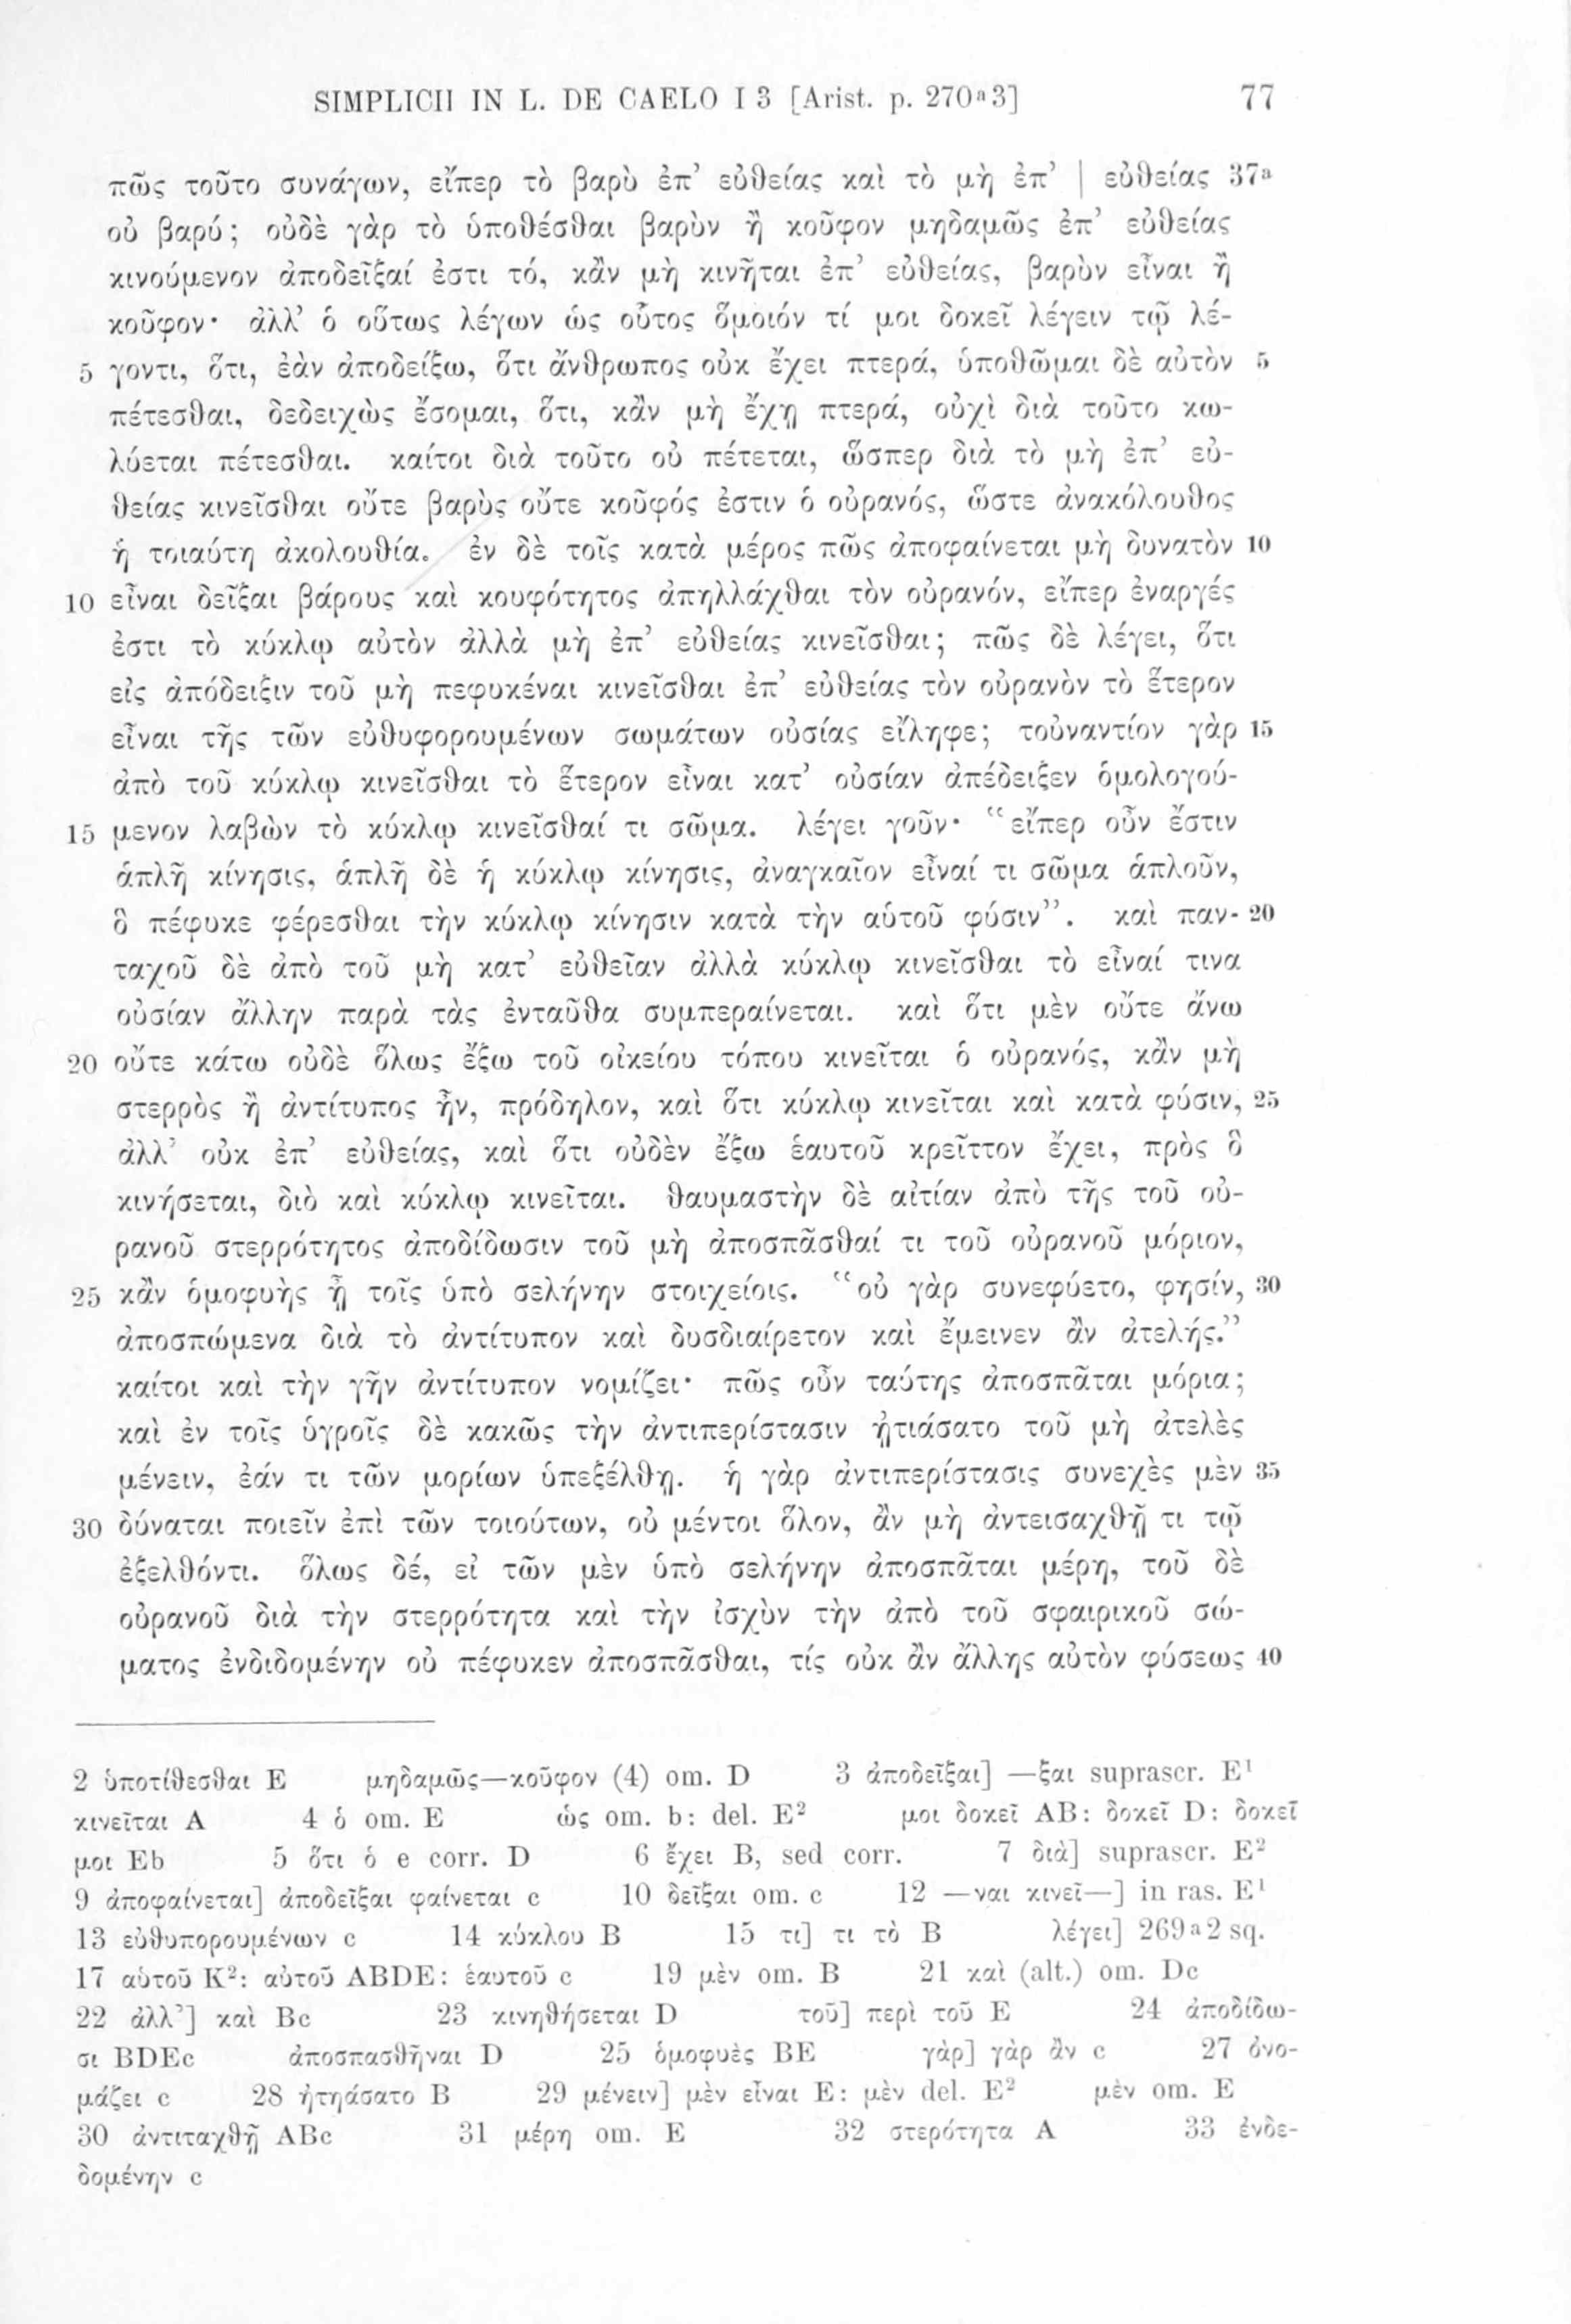 SIMPLICII IN L. DE CAELO I 3 [Arist. p. 270ᵃ3] 77
πῶς τοῦτο συνάγων, εἴπερ τὸ βαρὺ ἐπ’ εὐθείας καὶ τὸ μὴ ἐπ’ | εὐθείας 37ᵃ
οὐ βαρύ; οὐδὲ γὰρ τὸ ὑποθέσθαι βαρὺν ἢ κοῦφον μηδαμῶς ἐπ’ εὐθείας
κινούμενον ἀποδεῖξαί ἐστι τό, κἂν μὴ κινῆται ἐπ’ εὐθείας, βαρὺν εἶναι ἢ
κοῦφον· ἀλλ’ ὁ οὕτως λέγων ὡς οὗτος ὅμοιόν τί μοι δοκεῖ λέγειν τῷ λέ-
5 γοντι, ὅτι, ἐὰν ἀποδείξω, ὅτι ἄνθρωπος οὐκ ἔχει πτερά, ὑποθῶμαι δὲ αὐτὸν 5
πέτεσθαι, δεδειχὼς ἔσομαι, ὅτι, κἂν μὴ ἔχῃ πτερά, οὐχὶ διὰ τοῦτο κω-
λύεται πέτεσθαι. καίτοι διὰ τοῦτο οὐ πέτεται, ὥσπερ διὰ τὸ μὴ ἐπ’ εὐ-
θείας κινεῖσθαι οὔτε βαρὺς οὔτε κοῦφός ἐστιν ὁ οὐρανός, ὥστε ἀνακόλουθος
ἡ τοιαύτη ἀκολουθία. ἐν δὲ τοῖς κατὰ μέρος πῶς ἀποφαίνεται μὴ δυνατὸν 10
10 εἶναι δεῖξαι βάρους καὶ κουφότητος ἀπηλλάχθαι τὸν οὐρανόν, εἴπερ ἐναργές
ἐστι τὸ κύκλῳ αὐτὸν ἀλλὰ μὴ ἐπ’ εὐθείας κινεῖσθαι; πῶς δὲ λέγει, ὅτι
εἰς ἀπόδειξιν τοῦ μὴ πεφυκέναι κινεῖσθαι ἐπ’ εὐθείας τὸν οὐρανὸν τὸ ἕτερον
εἶναι τῆς τῶν εὐθυφορουμένων σωμάτων οὐσίας εἴληφε; τοὐναντίον γὰρ 15
ἀπὸ τοῦ κύκλῳ κινεῖσθαι τὸ ἕτερον εἶναι κατ’ οὐσίαν ἀπέδειξεν ὁμολογού-
15 μενον λαβὼν τὸ κύκλῳ κινεῖσθαί τι σῶμα. λέγει γοῦν· “εἴπερ οὖν ἔστιν
ἁπλῆ κίνησις, ἁπλῆ δὲ ἡ κύκλῳ κίνησις, ἀναγκαῖον εἶναί τι σῶμα ἁπλοῦν,
ὃ πέφυκε φέρεσθαι τὴν κύκλῳ κίνησιν κατὰ τὴν αὑτοῦ φύσιν”. καὶ παν- 20
ταχοῦ δὲ ἀπὸ τοῦ μὴ κατ’ εὐθεῖαν ἀλλὰ κύκλῳ κινεῖσθαι τὸ εἶναί τινα
οὐσίαν ἄλλην παρὰ τὰς ἐνταῦθα συμπεραίνεται. καὶ ὅτι μὲν οὔτε ἄνω
20 οὔτε κάτω οὐδὲ ὅλως ἔξω τοῦ οἰκείου τόπου κινεῖται ὁ οὐρανός, κἂν μὴ
στερρὸς ἢ ἀντίτυπος ἦν, πρόδηλον, καὶ ὅτι κύκλῳ κινεῖται καὶ κατὰ φύσιν, 25
ἀλλ’ οὐκ ἐπ’ εὐθείας, καὶ ὅτι οὐδὲν ἔξω ἑαυτοῦ κρεῖττον ἔχει, πρὸς ὃ
κινήσεται, διὸ καὶ κύκλῳ κινεῖται. θαυμαστὴν δὲ αἰτίαν ἀπὸ τῆς τοῦ οὐ-
ρανοῦ στερρότητος ἀποδίδωσιν τοῦ μὴ ἀποσπᾶσθαί τι τοῦ οὐρανοῦ μόριον,
25 κἂν ὁμοφυὴς ᾖ τοῖς ὑπὸ σελήνην στοιχείοις. “οὐ γὰρ συνεφύετο, φησίν, 30
ἀποσπώμενα διὰ τὸ ἀντίτυπον καὶ δυσδιαίρετον καὶ ἔμεινεν ἂν ἀτελής.”
καίτοι καὶ τὴν γῆν ἀντίτυπον νομίζει· πῶς οὖν ταύτης ἀποσπᾶται μόρια;
καὶ ἐν τοῖς ὑγροῖς δὲ κακῶς τὴν ἀντιπερίστασιν ᾐτιάσατο τοῦ μὴ ἀτελὲς
μένειν, ἐάν τι τῶν μορίων ὑπεξέλθῃ. ἡ γὰρ ἀντιπερίστασις συνεχὲς μὲν 35
30 δύναται ποιεῖν ἐπὶ τῶν τοιούτων, οὐ μέντοι ὅλον, ἂν μὴ ἀντεισαχθῇ τι τῷ
ἐξελθόντι. ὅλως δέ, εἰ τῶν μὲν ὑπὸ σελήνην ἀποσπᾶται μέρη, τοῦ δὲ
οὐρανοῦ διὰ τὴν στερρότητα καὶ τὴν ἰσχὺν τὴν ἀπὸ τοῦ σφαιρικοῦ σώ-
ματος ἐνδιδομένην οὐ πέφυκεν ἀποσπᾶσθαι, τίς οὐκ ἂν ἄλλης αὐτὸν φύσεως 40
2 ὑποτίθεσθαι E μηδαμῶς—κοῦφον (4) om. D 3 ἀποδεῖξαι] —ξαι suprascr. E¹
κινεῖται A 4 ὁ om. E ὡς om. b: del. E² μοι δοκεῖ AB: δοκεῖ D: δοκεῖ
μοι Eb 5 ὅτι ὁ e corr. D 6 ἔχει B, sed corr. 7 διὰ] suprascr. E²
9 ἀποφαίνεται] ἀποδεῖξαι φαίνεται c 10 δεῖξαι om. c 12 —ναι κινεῖ—] in ras. E¹
13 εὐθυπορουμένων c 14 κύκλου B 15 τι] τι τὸ B λέγει] 269ᵃ2 sq.
17 αὑτοῦ K²: αὐτοῦ ABDE: ἑαυτοῦ c 19 μὲν om. B 21 καὶ (alt.) om. Dc
22 ἀλλ’] καὶ Bc 23 κινηθήσεται D τοῦ] περὶ τοῦ E 24 ἀποδίδω-
σι BDEc ἀποσπασθῆναι D 25 ὁμοφυὲς BE γὰρ] γὰρ ἂν c 27 ὀνο-
μάζει c 28 ἠτηάσατο B 29 μένειν] μὲν εἶναι E: μὲν del. E² μὲν om. E
30 ἀντιταχθῇ ABc 31 μέρη om. E 32 στερότητα A 33 ἐνδε-
δομένην c